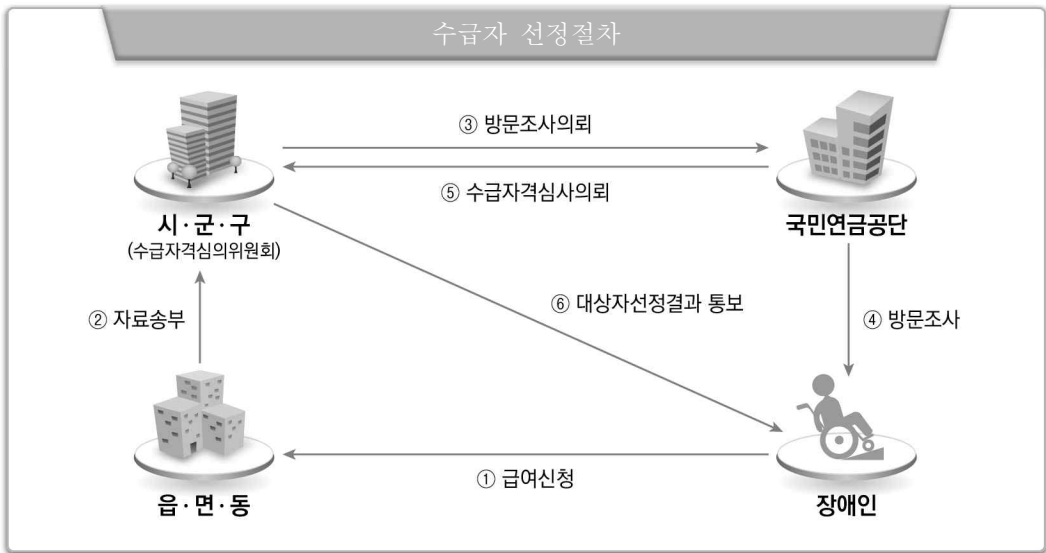 수급자 선정절차
③ 방문조사의뢰
⑤ 수급자격심사의뢰
시·군·구
(수급자격심의위원회)
국민연금공단
② 자료송부
⑥ 대상자선정결과 통보
④ 방문조사
① 급여신청
읍·면·동
장애인